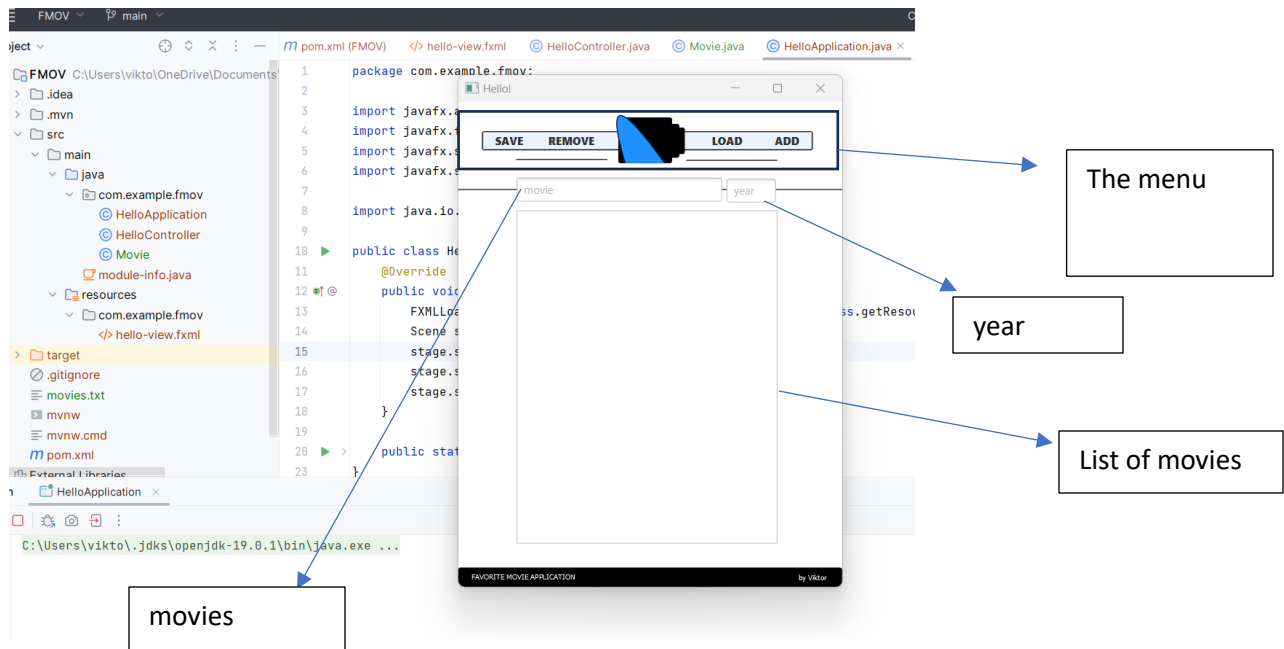 FMOV main
ject
pom.xml (FMOV) hello-view.fxml HelloController.java Movie.java HelloApplication.java
FMOV C:\Users\vikto\OneDrive\Documents
.idea
.mvn
src
main
java
com.example.fmov
HelloApplication
HelloController
Movie
module-info.java
resources
com.example.fmov
hello-view.fxml
target
.gitignore
movies.txt
mvnw
mvnw.cmd
pom.xml
External Libraries
1 package com.example.fmov;
2
3 import javafx.a
4 import javafx.f
5 import javafx.s
6 import javafx.s
7
8 import java.io.
9
10 public class He
11 @Override
12 @ public voi
13 FXMLLoa ss.getResou
14 Scene s
15 stage.s
16 stage.s
17 stage.s
18 }
19
20 public stat
23 }
Hello!
SAVE REMOVE LOAD ADD
movie year
FAVORITE MOVIE APPLICATION by Viktor
The menu
year
List of movies
movies
HelloApplication
C:\Users\vikto\.jdks\openjdk-19.0.1\bin\java.exe ...